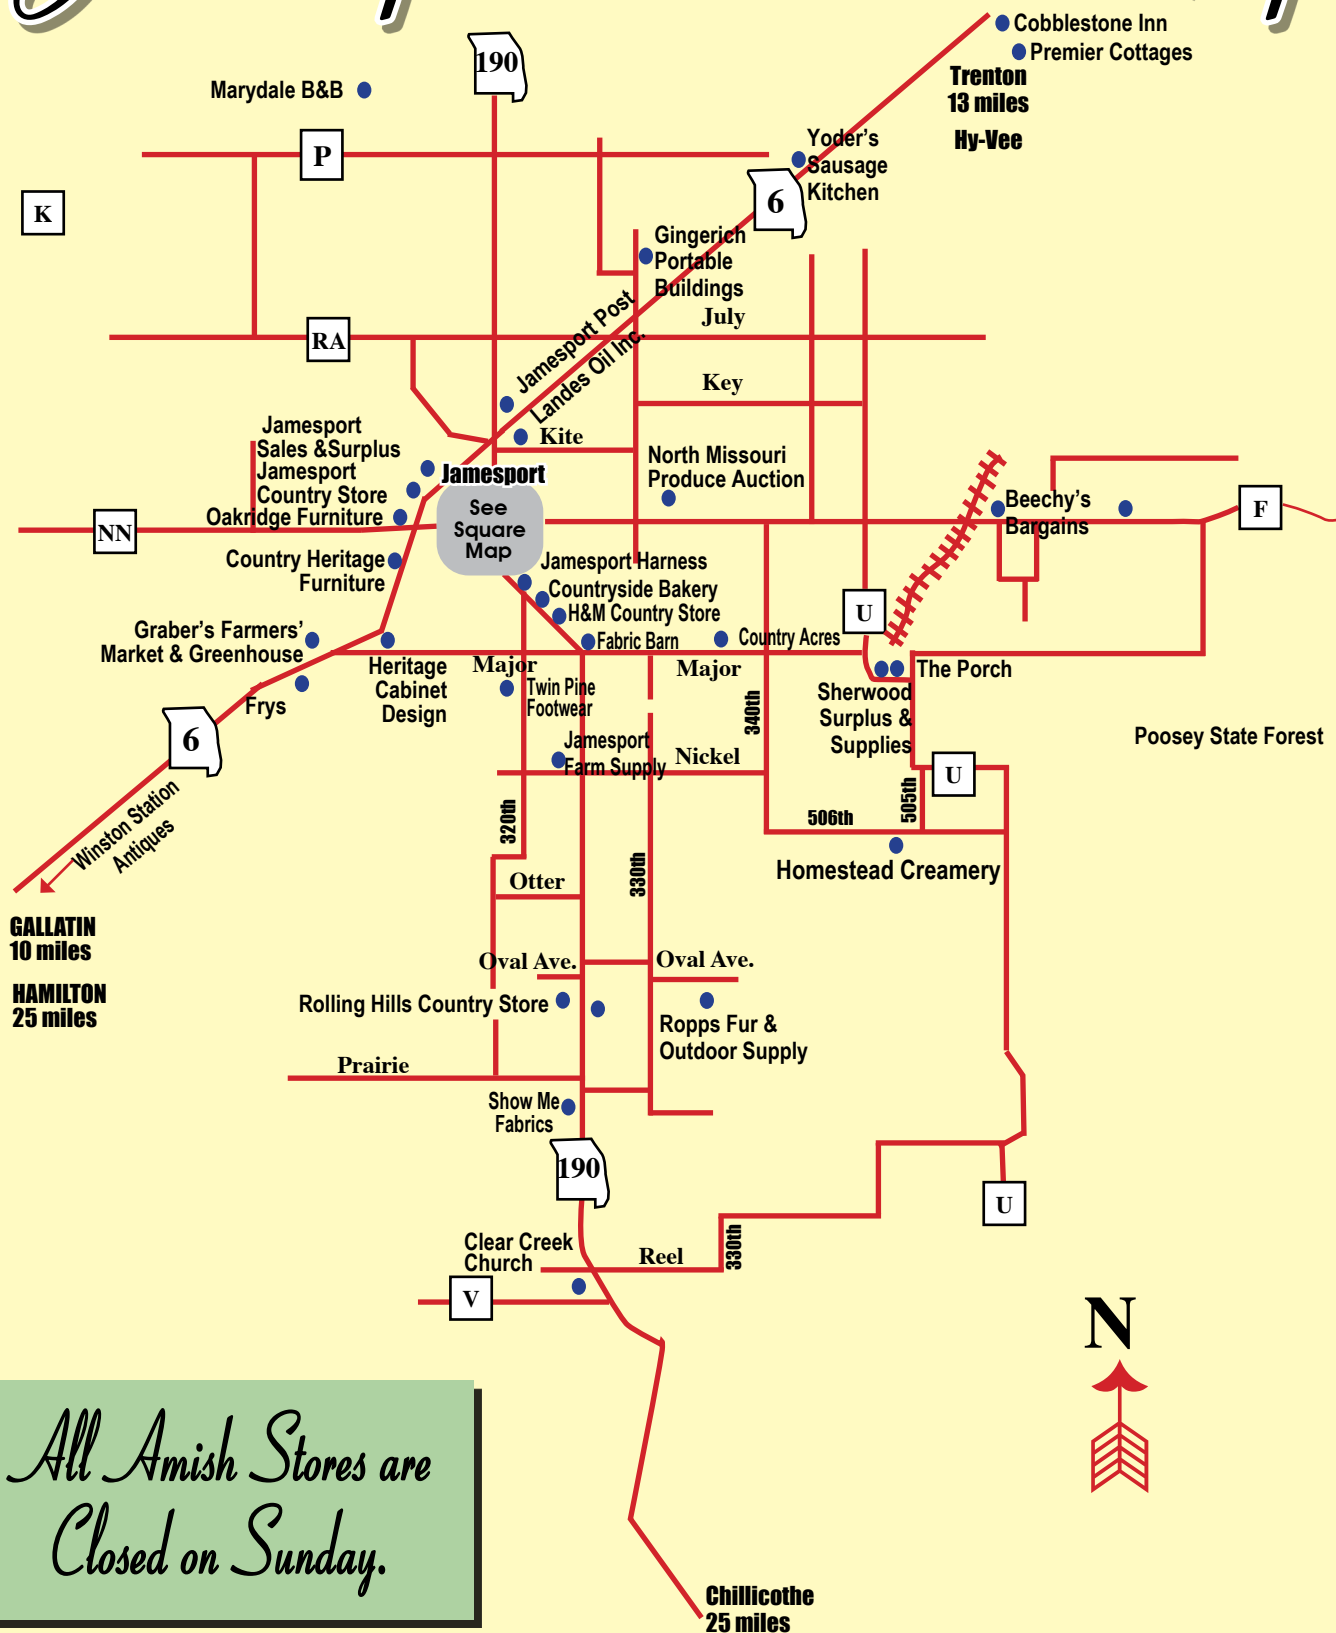 Cobblestone Inn
Premier Cottages
190
Trenton
13 miles
Hy-Vee
Marydale B&B
P
Yoder's
Sausage
Kitchen
K
6
Gingerich
Portable
Buildings
July
RA
Jamesport Post
Landes Oil Inc.
Key
Jamesport
Sales &Surplus
Jamesport
Country Store
Oakridge Furniture
Kite
North Missouri
Produce Auction
Jamesport
See
Square
Map
Beechy's
Bargains
F
NN
Country Heritage
Furniture
Jamesport Harness
Countryside Bakery
H&M Country Store
Fabric Barn
Country Acres
U
Graber's Farmers'
Market & Greenhouse
Heritage
Cabinet
Design
Major
Major
The Porch
Frys
Twin Pine
Footwear
Sherwood
Surplus &
Supplies
340th
Poosey State Forest
6
Jamesport
Farm Supply
Nickel
U
505th
Winston Station
Antiques
320th
506th
330th
Homestead Creamery
Otter
GALLATIN
10 miles
HAMILTON
25 miles
Oval Ave.
Oval Ave.
Rolling Hills Country Store
Ropps Fur &
Outdoor Supply
Prairie
Show Me
Fabrics
190
U
Clear Creek
Church
Reel
330th
V
N
All Amish Stores are
Closed on Sunday.
Chillicothe
25 miles